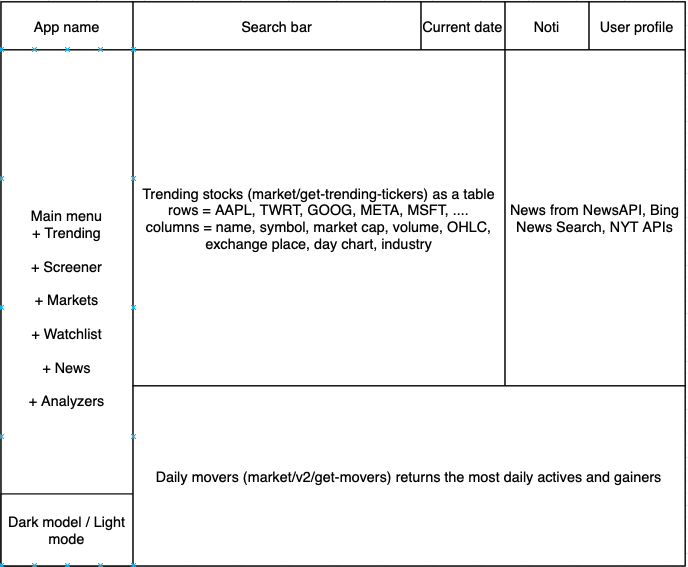 App name
Search bar
Current date
Noti
User profile
Main menu
+ Trending
+ Screener
+ Markets
+ Watchlist
+ News
+ Analyzers
Trending stocks (market/get-trending-tickers) as a table
rows = AAPL, TWRT, GOOG, META, MSFT, ....
columns = name, symbol, market cap, volume, OHLC,
exchange place, day chart, industry
News from NewsAPI, Bing
News Search, NYT APIs
Daily movers (market/v2/get-movers) returns the most daily actives and gainers
Dark model / Light
mode